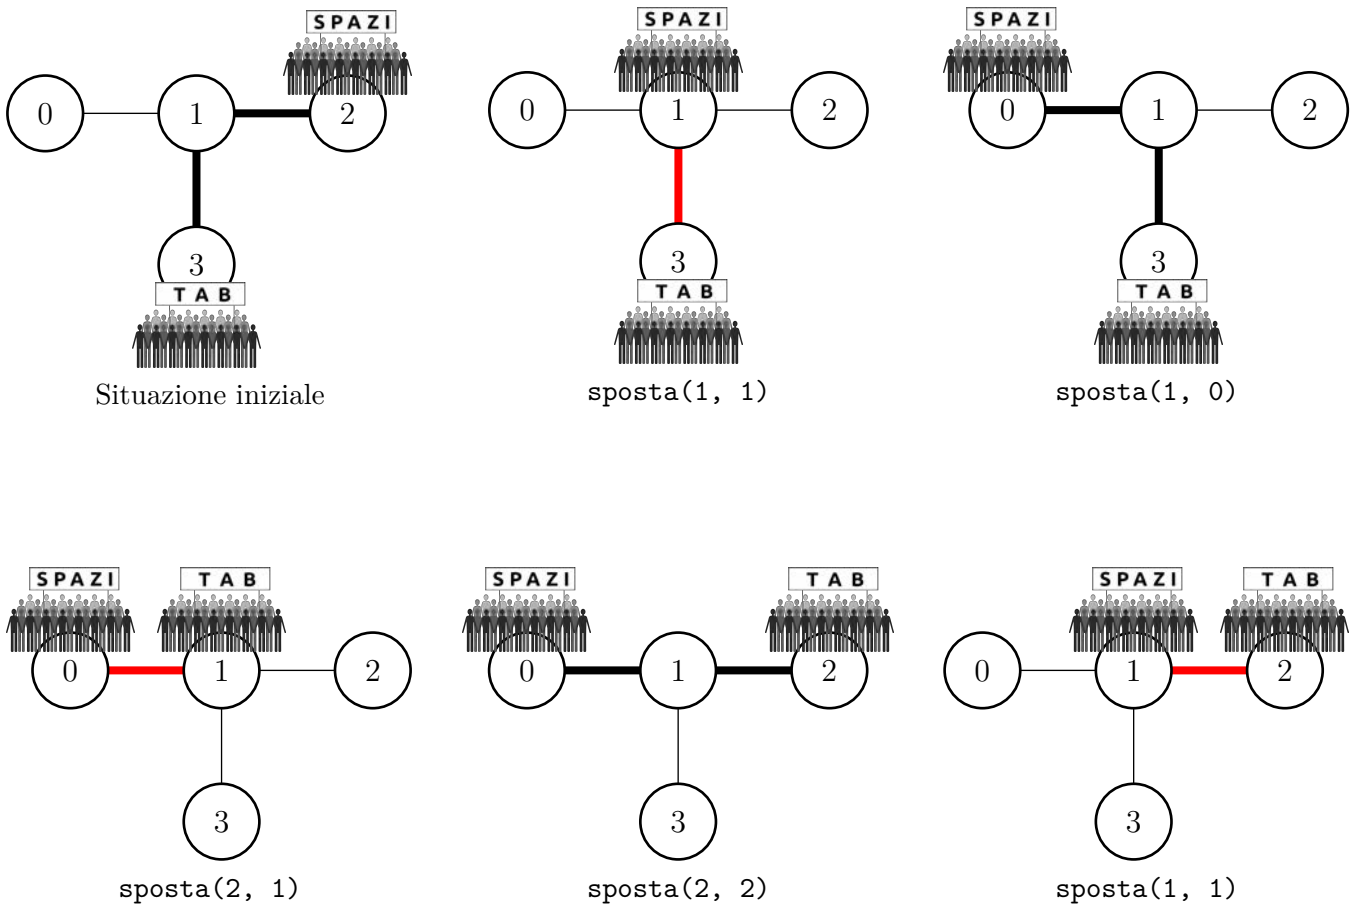 SPAZI
SPAZI
SPAZI
0 1 2
0 1 2
0 1 2
3
3
3
TAB
TAB
TAB
Situazione iniziale
sposta(1, 1)
sposta(1, 0)
SPAZI TAB
SPAZI TAB
SPAZI TAB
0 1 2
0 1 2
0 1 2
3
3
3
sposta(2, 1)
sposta(2, 2)
sposta(1, 1)